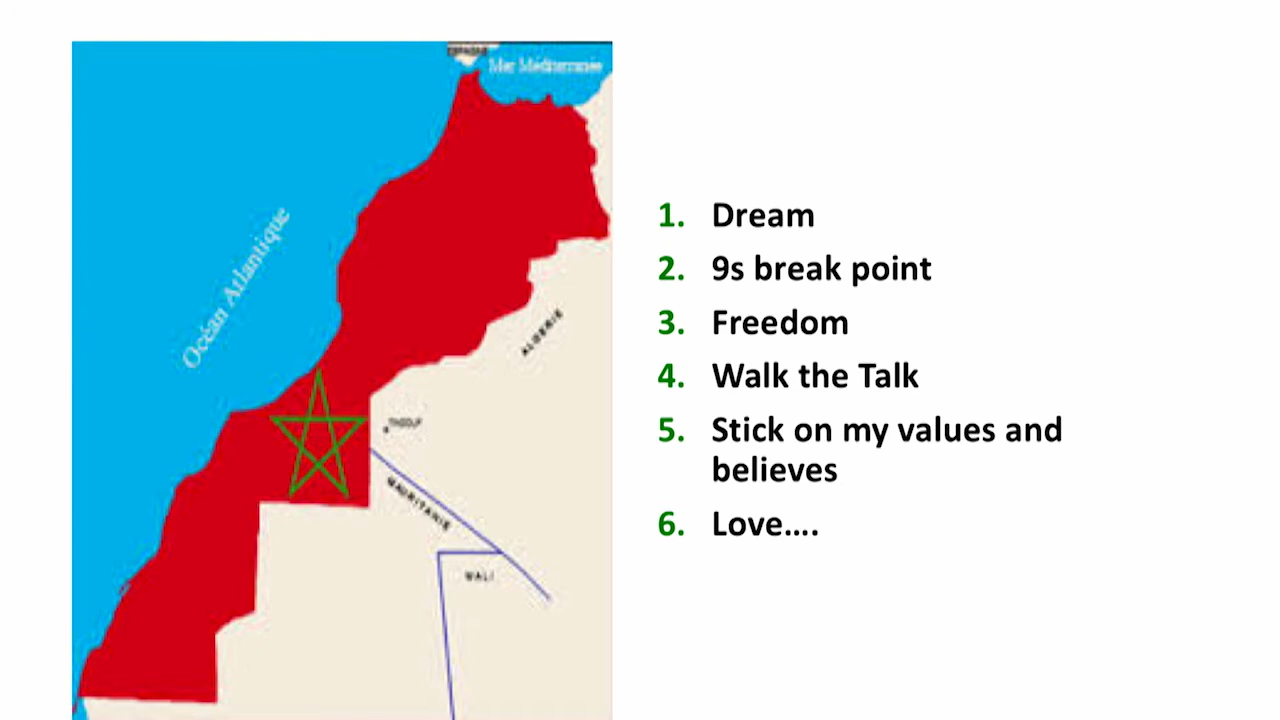 ESPAGNE
Mer Méditerranée
Océan Atlantique
ALGERIE
MAURITANIE
MALI
1. Dream
2. 9s break point
3. Freedom
4. Walk the Talk
5. Stick on my values and
believes
6. Love....